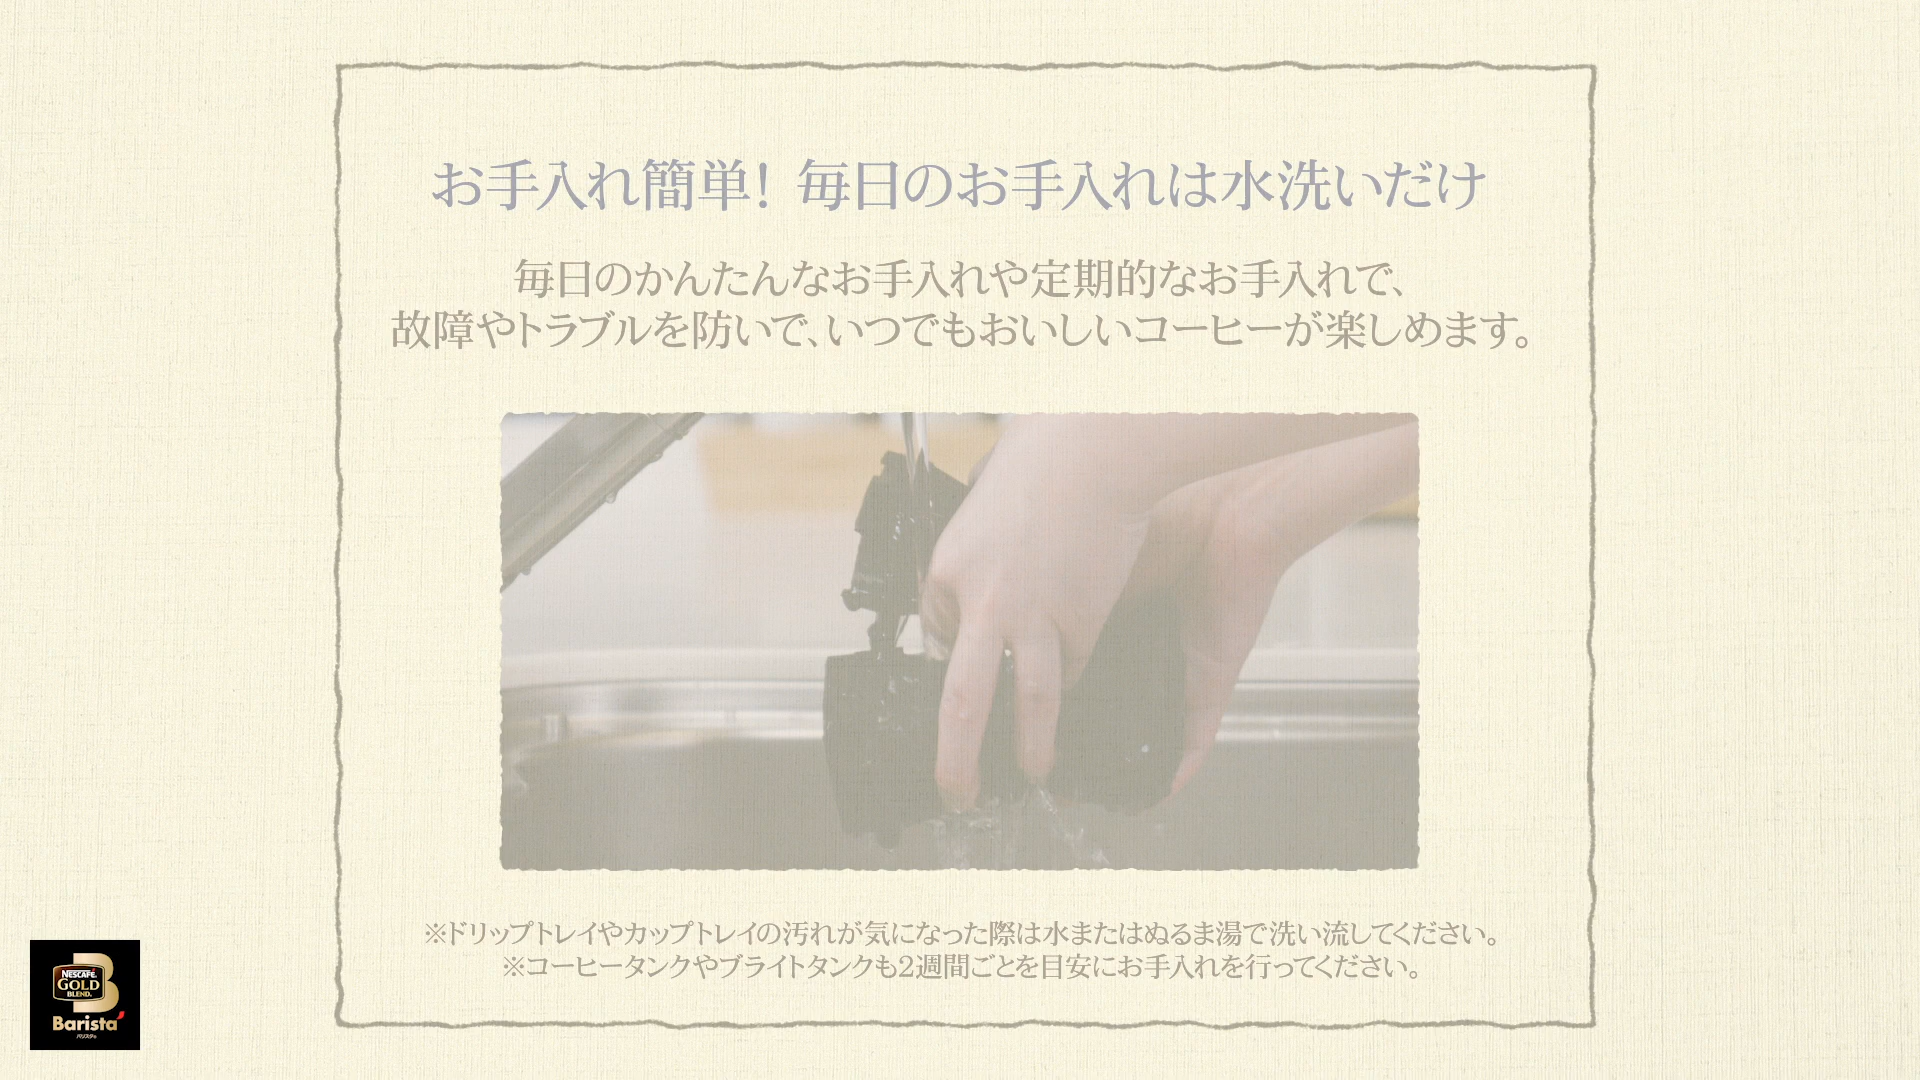 お手入れ簡単！ 毎日のお手入れは水洗いだけ
毎日のかんたんなお手入れや定期的なお手入れで、
故障やトラブルを防いで、いつでもおいしいコーヒーが楽しめます。
※ドリップトレイやカップトレイの汚れが気になった際は水またはぬるま湯で洗い流してください。
※コーヒータンクやブライトタンクも2週間ごとを目安にお手入れを行ってください。
NESCAFÉ
GOLD
BLEND
B
Barista
バリスタ®